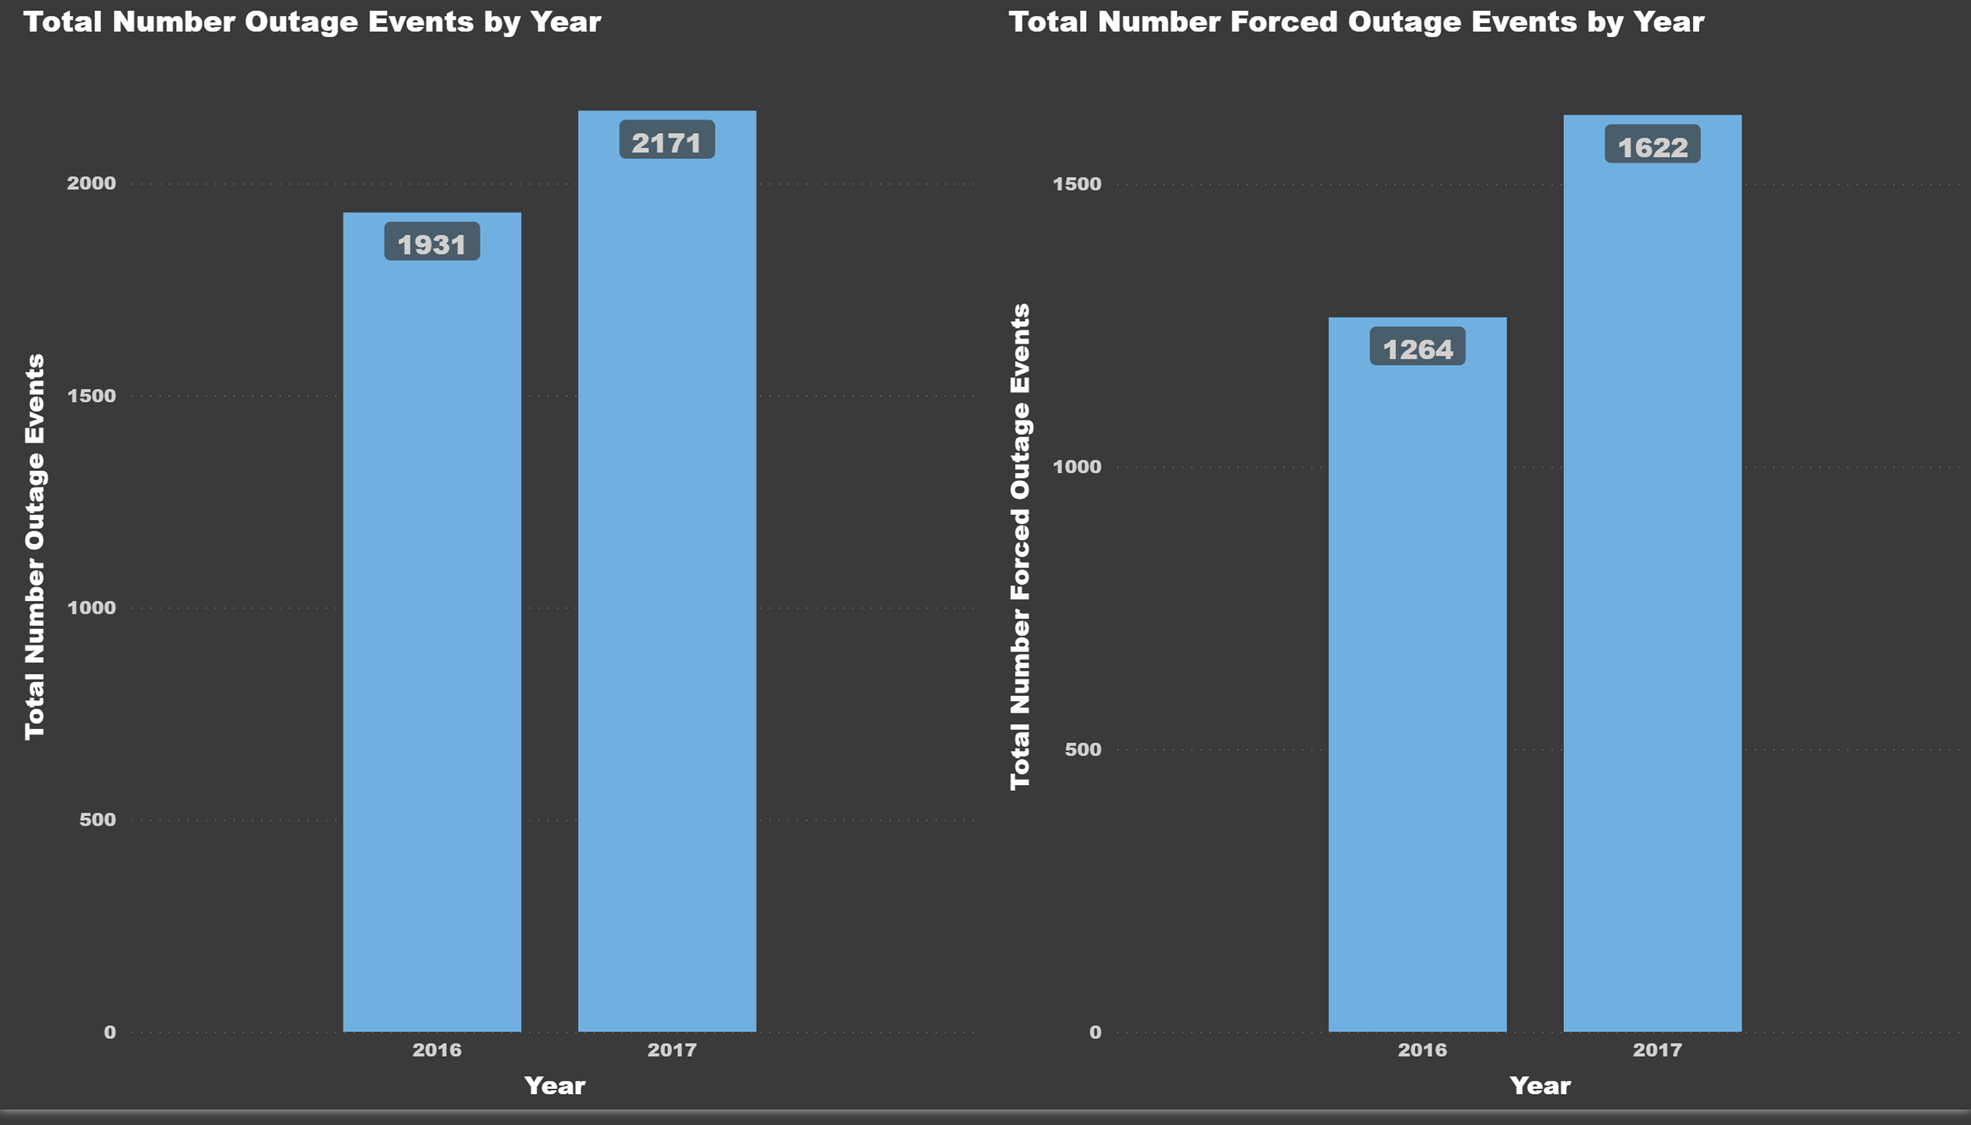 Total Number Outage Events by Year
Total Number Outage Events
2000
1500
1000
500
0
1931
2171
2016 2017
Year
Total Number Forced Outage Events by Year
Total Number Forced Outage Events
1500
1000
500
0
1264
1622
2016 2017
Year